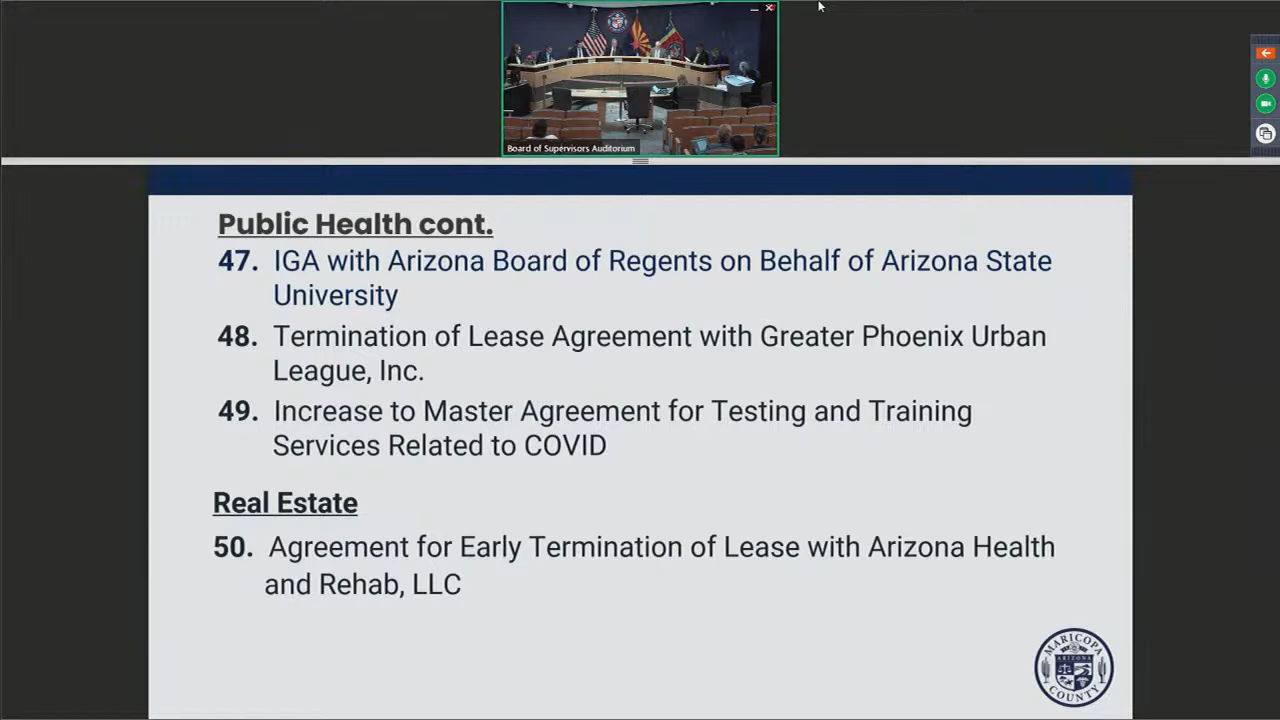 Board of Supervisors Auditorium
Public Health cont.
47. IGA with Arizona Board of Regents on Behalf of Arizona State
University
48. Termination of Lease Agreement with Greater Phoenix Urban
League, Inc.
49. Increase to Master Agreement for Testing and Training
Services Related to COVID
Real Estate
50. Agreement for Early Termination of Lease with Arizona Health
and Rehab, LLC
MARICOPA
ARIZONA
COUNTY